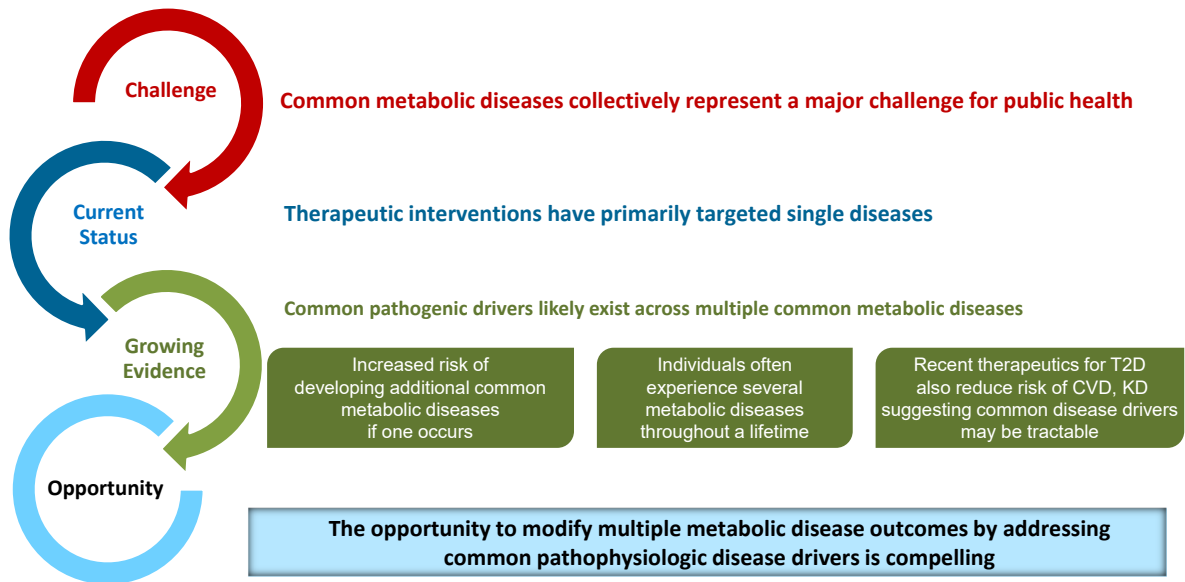 Challenge
Common metabolic diseases collectively represent a major challenge for public health
Current
Status
Therapeutic interventions have primarily targeted single diseases
Growing
Evidence
Common pathogenic drivers likely exist across multiple common metabolic diseases
Increased risk of
developing additional common
metabolic diseases
if one occurs
Individuals often
experience several
metabolic diseases
throughout a lifetime
Recent therapeutics for T2D
also reduce risk of CVD, KD
suggesting common disease drivers
may be tractable
Opportunity
The opportunity to modify multiple metabolic disease outcomes by addressing
common pathophysiologic disease drivers is compelling